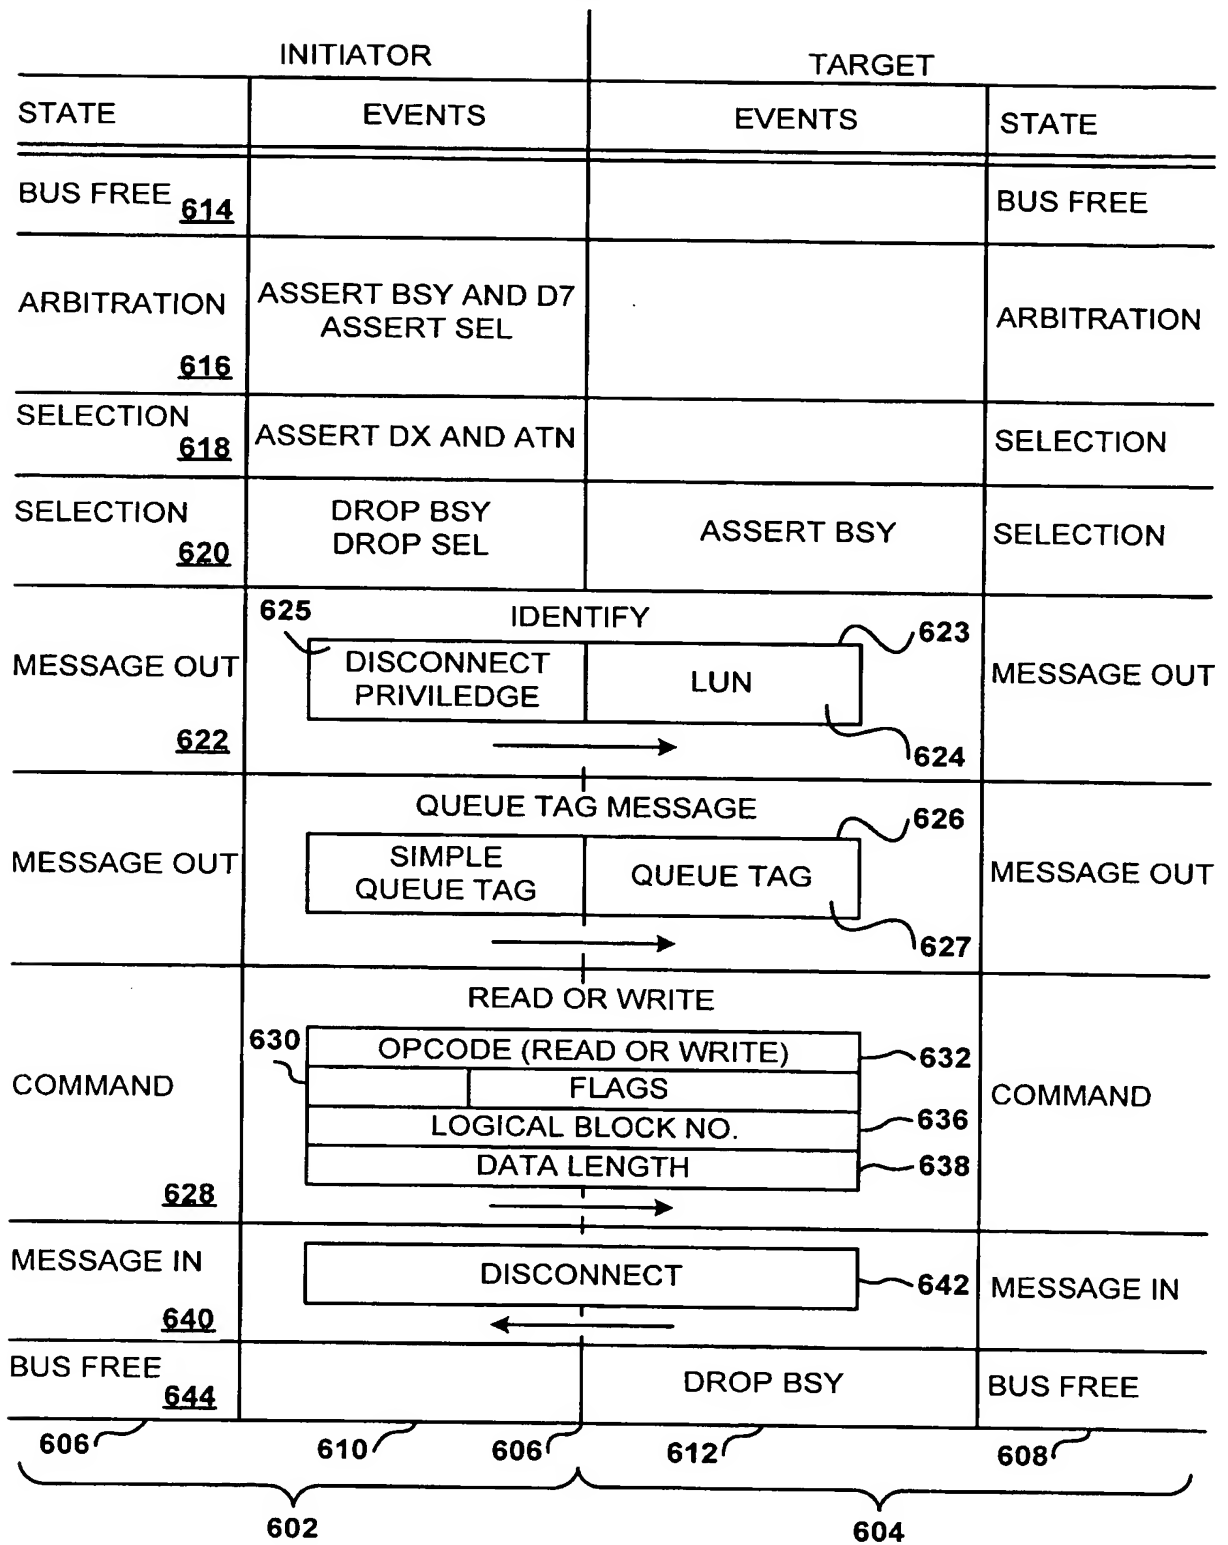 INITIATOR
TARGET
STATE
EVENTS
EVENTS
STATE
BUS FREE 614
BUS FREE
ARBITRATION
616
ASSERT BSY AND D7
ASSERT SEL
ARBITRATION
SELECTION
618
ASSERT DX AND ATN
SELECTION
SELECTION
620
DROP BSY
DROP SEL
ASSERT BSY
SELECTION
MESSAGE OUT
622
625
IDENTIFY
623
DISCONNECT
PRIVILEDGE
LUN
624
MESSAGE OUT
MESSAGE OUT
QUEUE TAG MESSAGE
626
SIMPLE
QUEUE TAG
QUEUE TAG
627
MESSAGE OUT
COMMAND
628
READ OR WRITE
630
OPCODE (READ OR WRITE)
632
FLAGS
LOGICAL BLOCK NO.
636
DATA LENGTH
638
COMMAND
MESSAGE IN
640
DISCONNECT
642
MESSAGE IN
BUS FREE
644
DROP BSY
BUS FREE
606
610
606
612
608
602
604